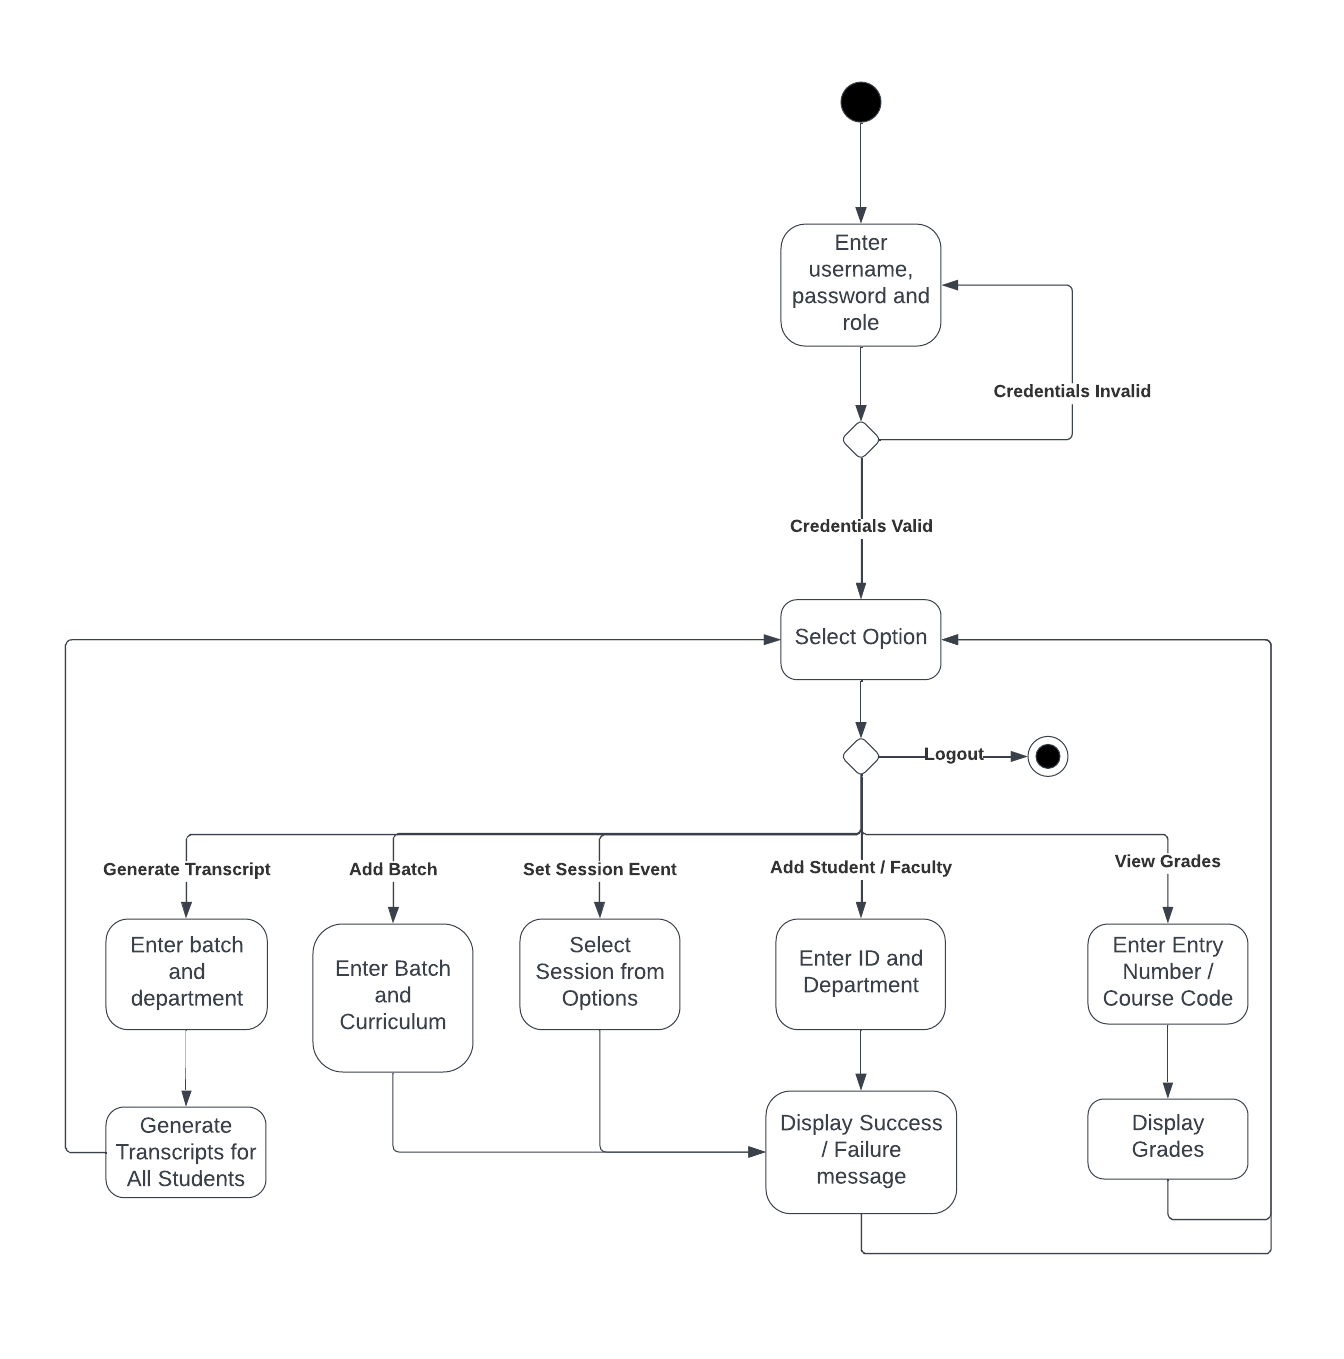 Enter
username,
password and
role
Credentials Invalid
Credentials Valid
Select Option
Logout
Generate Transcript
Add Batch
Set Session Event
Add Student / Faculty
View Grades
Enter batch
and
department
Enter Batch
and
Curriculum
Select
Session from
Options
Enter ID and
Department
Enter Entry
Number /
Course Code
Generate
Transcripts for
All Students
Display Success
/ Failure
message
Display
Grades